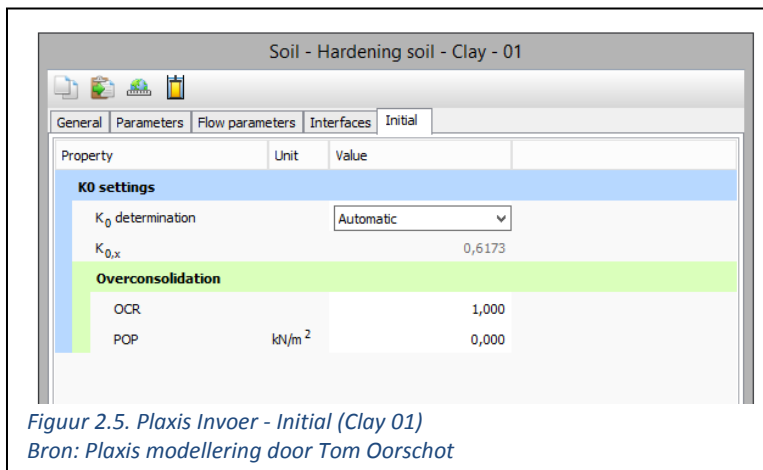 Soil - Hardening soil - Clay - 01
General Parameters Flow parameters Interfaces Initial
Property Unit Value
K0 settings
K0 determination Automatic
K0,x 0,6173
Overconsolidation
OCR 1,000
POP kN/m 2 0,000
Figuur 2.5. Plaxis Invoer - Initial (Clay 01)
Bron: Plaxis modellering door Tom Oorschot